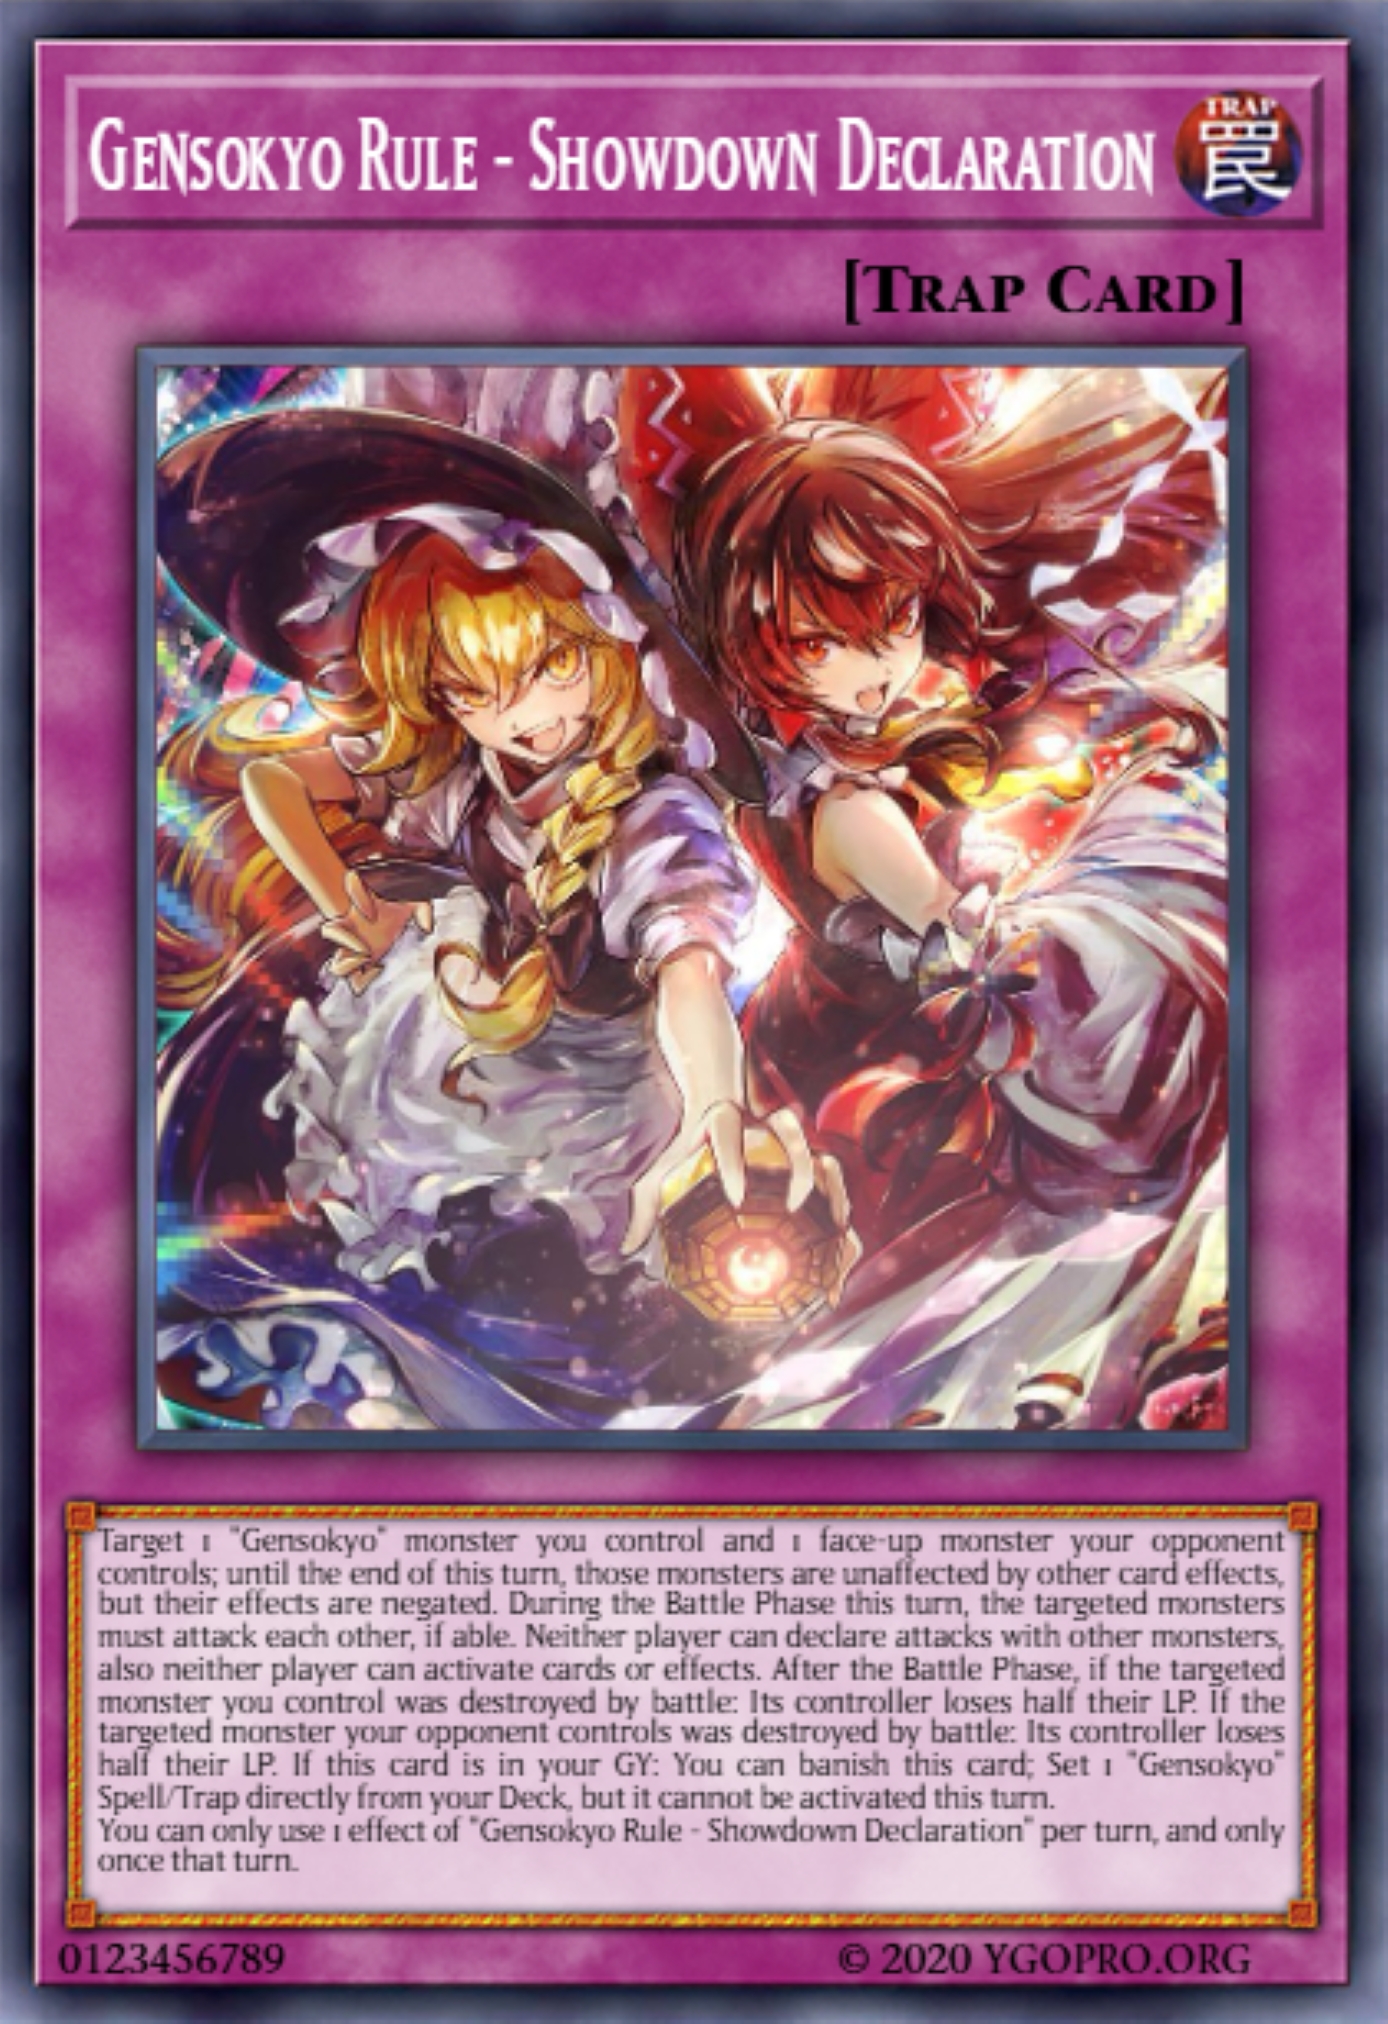 Gensokyo Rule - Showdown Declaration
TRAP
罠
[Trap Card]
Target 1 "Gensokyo" monster you control and 1 face-up monster your opponent
controls; until the end of this turn, those monsters are unaffected by other card effects,
but their effects are negated. During the Battle Phase this turn, the targeted monsters
must attack each other, if able. Neither player can declare attacks with other monsters,
also neither player can activate cards or effects. After the Battle Phase, if the targeted
monster you control was destroyed by battle: Its controller loses half their LP. If the
targeted monster your opponent controls was destroyed by battle: Its controller loses
half their LP. If this card is in your GY: You can banish this card; Set 1 "Gensokyo"
Spell/Trap directly from your Deck, but it cannot be activated this turn.
You can only use 1 effect of "Gensokyo Rule - Showdown Declaration" per turn, and only
once that turn.
0123456789
© 2020 YGOPRO.ORG